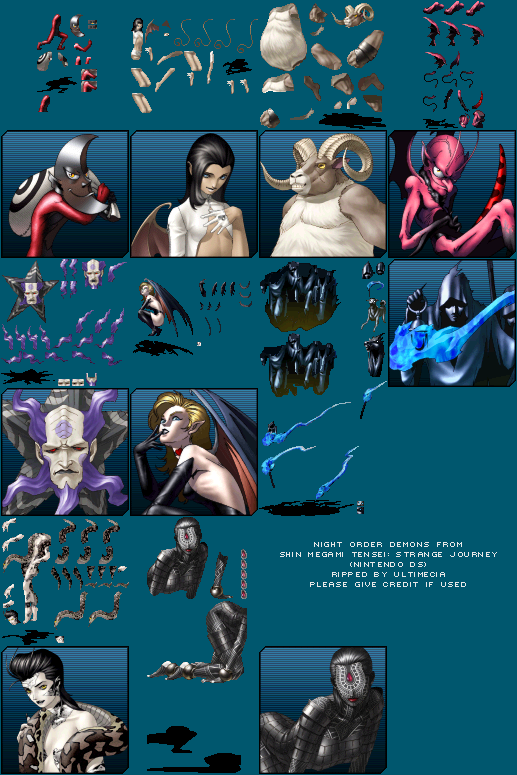 NIGHT ORDER DEMONS FROM
SHIN MEGAMI TENSEI: STRANGE JOURNEY
(NINTENDO DS)
RIPPED BY ULTIMECIA
PLEASE GIVE CREDIT IF USED